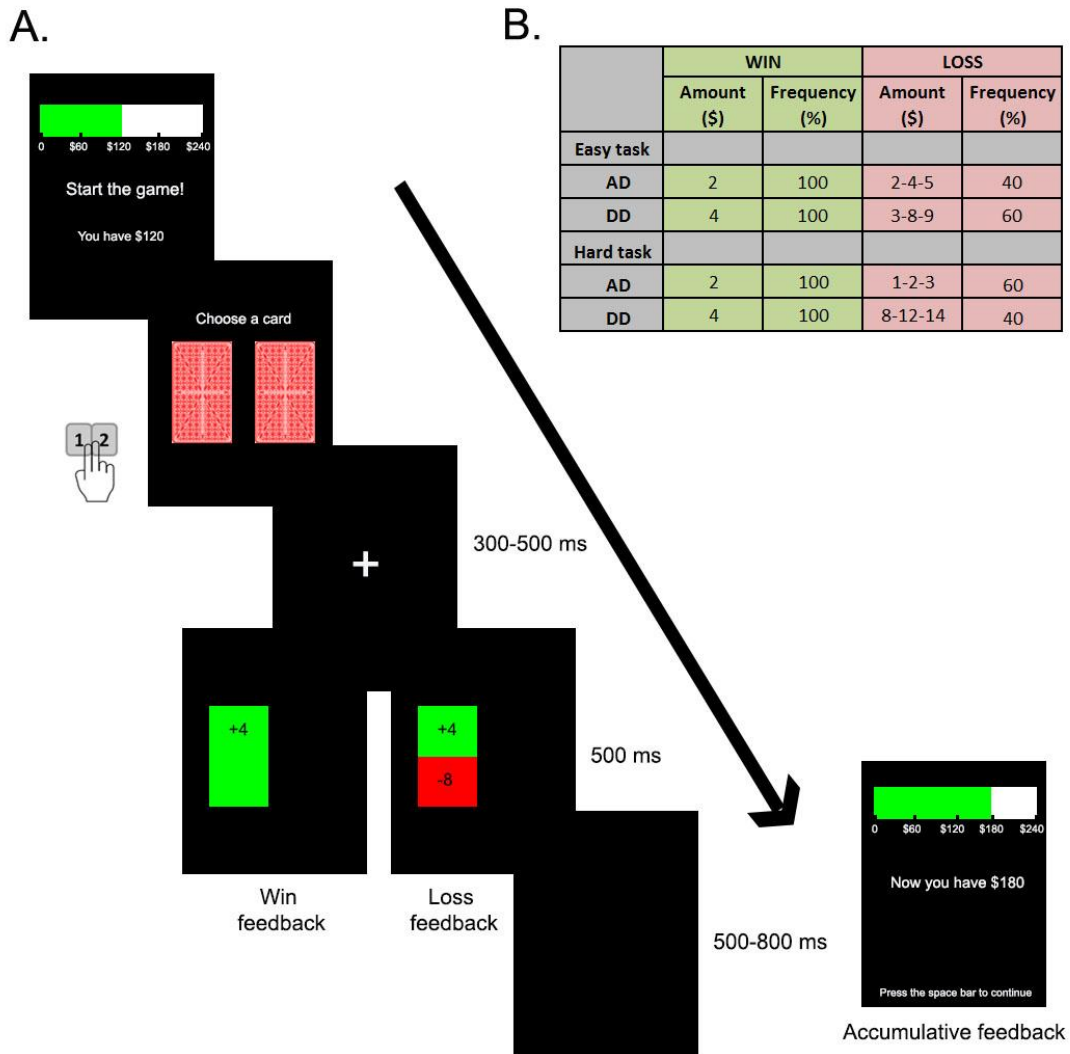 A.
0 $60 $120 $180 $240
Start the game!
You have $120
Choose a card
1 2
+
300-500 ms
+4
+4
-8
500 ms
Win
feedback
Loss
feedback
500-800 ms
0 $60 $120 $180 $240
Now you have $180
Press the space bar to continue
Accumulative feedback
B.
WIN LOSS
Amount Frequency Amount Frequency
($) (%) ($) (%)
Easy task
AD 2 100 2-4-5 40
DD 4 100 3-8-9 60
Hard task
AD 2 100 1-2-3 60
DD 4 100 8-12-14 40